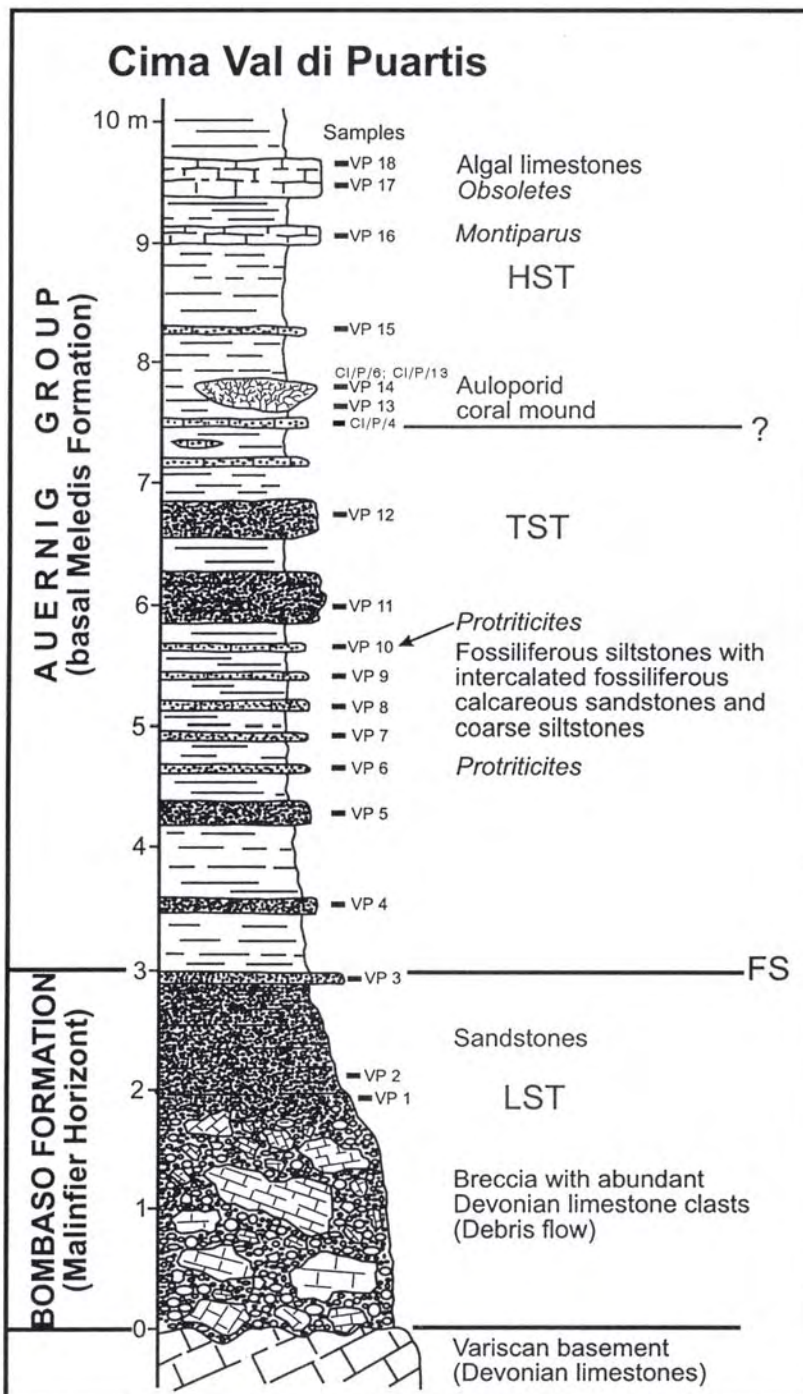 Cima Val di Puartis
10 m
Samples
VP 18
Algal limestones
VP 17
Obsoletes
9
VP 16
Montiparus
HST
VP 15
8
CI/P/6; CI/P/13
VP 14
Auloporid
VP 13
coral mound
CI/P/4
?
7
VP 12
TST
6
VP 11
Protriticites
VP 10
Fossiliferous siltstones with
VP 9
intercalated fossiliferous
VP 8
calcareous sandstones and
VP 7
coarse siltstones
5
VP 6
Protriticites
VP 5
4
VP 4
AUERNIG GROUP
(basal Meledis Formation)
3
VP 3
FS
Sandstones
VP 2
2
VP 1
LST
Breccia with abundant
Devonian limestone clasts
(Debris flow)
1
BOMBASO FORMATION
(Malinfier Horizont)
0
Variscan basement
(Devonian limestones)